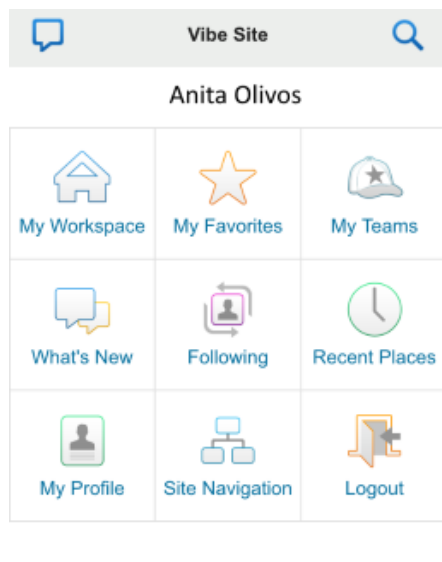 Vibe Site
Anita Olivos
My Workspace
My Favorites
My Teams
What's New
Following
Recent Places
My Profile
Site Navigation
Logout